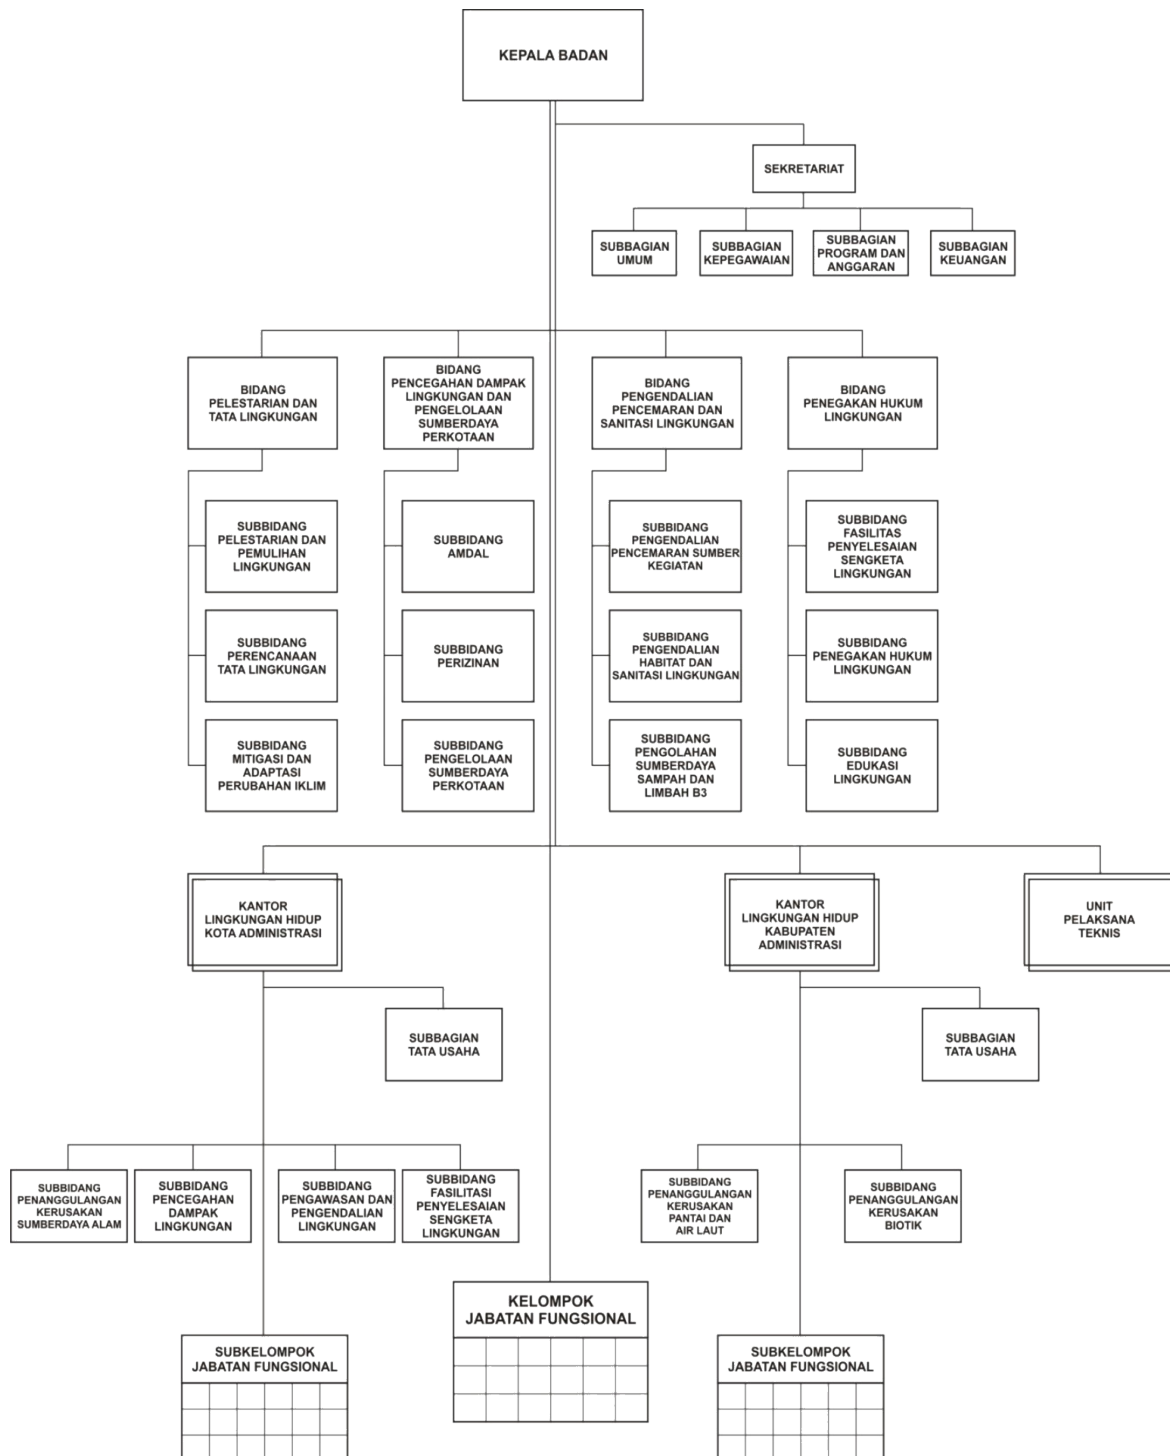 KEPALA BADAN
SEKRETARIAT
SUBBAGIAN
UMUM
SUBBAGIAN
KEPEGAWAIAN
SUBBAGIAN
PROGRAM DAN
ANGGARAN
SUBBAGIAN
KEUANGAN
BIDANG
PELESTARIAN DAN
TATA LINGKUNGAN
BIDANG
PENCEGAHAN DAMPAK
LINGKUNGAN DAN
PENGELOLAAN
SUMBERDAYA
PERKOTAAN
BIDANG
PENGENDALIAN
PENCEMARAN DAN
SANITASI LINGKUNGAN
BIDANG
PENEGAKAN HUKUM
LINGKUNGAN
SUBBIDANG
PELESTARIAN DAN
PEMULIHAN
LINGKUNGAN
SUBBIDANG
AMDAL
SUBBIDANG
PENGENDALIAN
PENCEMARAN SUMBER
KEGIATAN
SUBBIDANG
FASILITAS
PENYELESAIAN
SENGKETA
LINGKUNGAN
SUBBIDANG
PERENCANAAN
TATA LINGKUNGAN
SUBBIDANG
PERIZINAN
SUBBIDANG
PENGENDALIAN
HABITAT DAN
SANITASI LINGKUNGAN
SUBBIDANG
PENEGAKAN HUKUM
LINGKUNGAN
SUBBIDANG
MITIGASI DAN
ADAPTASI
PERUBAHAN IKLIM
SUBBIDANG
PENGELOLAAN
SUMBERDAYA
PERKOTAAN
SUBBIDANG
PENGOLAHAN
SUMBERDAYA
SAMPAH DAN
LIMBAH B3
SUBBIDANG
EDUKASI
LINGKUNGAN
KANTOR
LINGKUNGAN HIDUP
KOTA ADMINISTRASI
KANTOR
LINGKUNGAN HIDUP
KABUPATEN
ADMINISTRASI
UNIT
PELAKSANA
TEKNIS
SUBBAGIAN
TATA USAHA
SUBBAGIAN
TATA USAHA
SUBBIDANG
PENANGGULANGAN
KERUSAKAN
SUMBERDAYA ALAM
SUBBIDANG
PENCEGAHAN
DAMPAK
LINGKUNGAN
SUBBIDANG
PENGAWASAN DAN
PENGENDALIAN
LINGKUNGAN
SUBBIDANG
FASILITASI
PENYELESAIAN
SENGKETA
LINGKUNGAN
SUBBIDANG
PENANGGULANGAN
KERUSAKAN
PANTAI DAN
AIR LAUT
SUBBIDANG
PENANGGULANGAN
KERUSAKAN
BIOTIK
KELOMPOK
JABATAN FUNGSIONAL
SUBKELOMPOK
JABATAN FUNGSIONAL
SUBKELOMPOK
JABATAN FUNGSIONAL